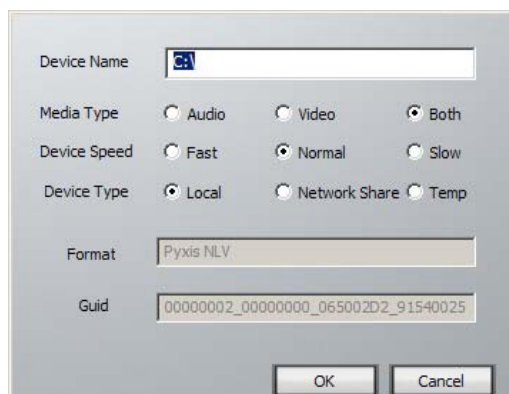 Device Name C:\
Media Type Audio Video Both
Device Speed Fast Normal Slow
Device Type Local Network Share Temp
Format Pyxis NLV
Guid 00000002_00000000_065002D2_91540025
OK Cancel